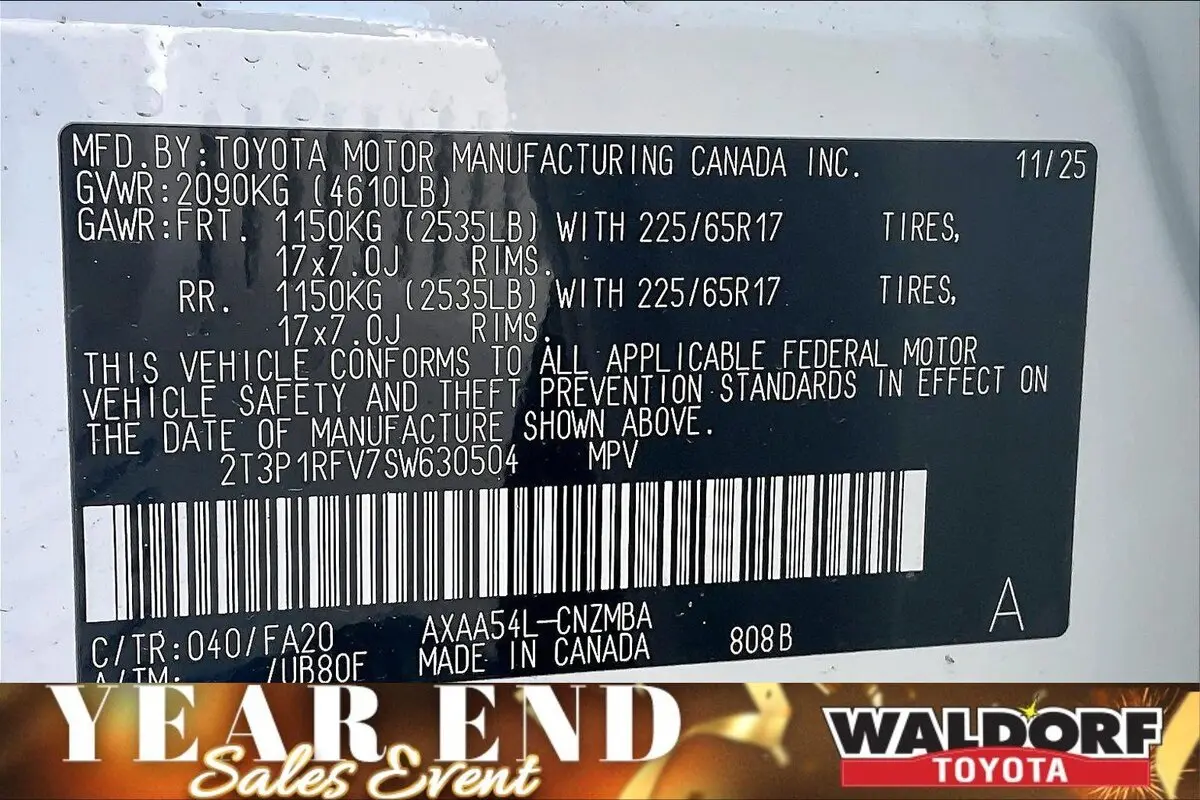 MFD.BY:TOYOTA MOTOR MANUFACTURING CANADA INC. 11/25
GVWR:2090KG (4610LB)
GAWR:FRT. 1150KG (2535LB) WITH 225/65R17 TIRES,
17x7.0J RIMS.
RR. 1150KG (2535LB) WITH 225/65R17 TIRES,
17x7.0J RIMS.
THIS VEHICLE CONFORMS TO ALL APPLICABLE FEDERAL MOTOR
VEHICLE SAFETY AND THEFT PREVENTION STANDARDS IN EFFECT ON
THE DATE OF MANUFACTURE SHOWN ABOVE.
2T3P1RFV7SW630504 MPV
C/TR:040/FA20 AXAA54L-CNZMBA 808B A
A/TM: /UB80F MADE IN CANADA
YEAR END
Sales Event
WALDORF
TOYOTA